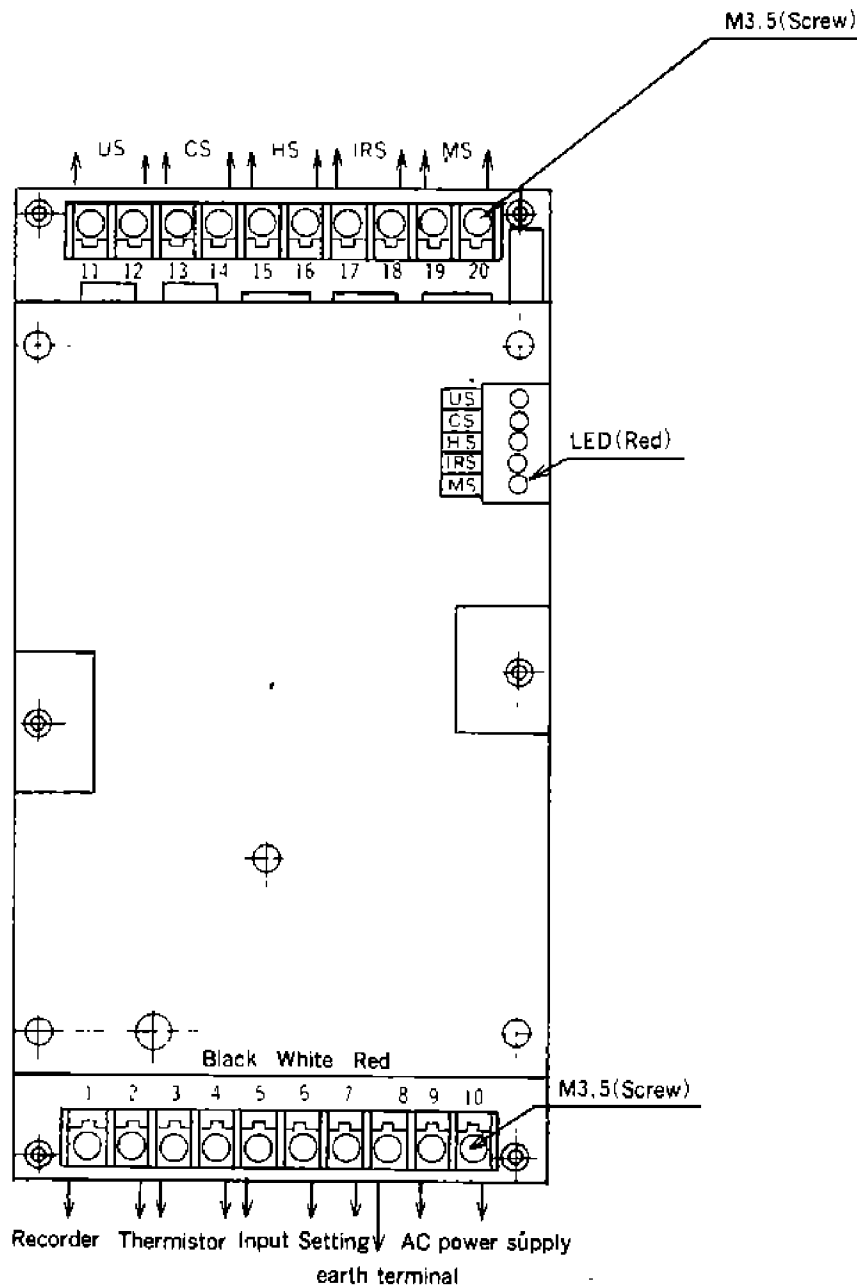 M3.5(Screw)
US CS HS IRS MS
11 12 13 14 15 16 17 18 19 20
US
CS
HS
IRS
MS
LED(Red)
Black White Red
1 2 3 4 5 6 7 8 9 10
M3.5(Screw)
Recorder Thermistor Input Setting AC power supply
earth terminal